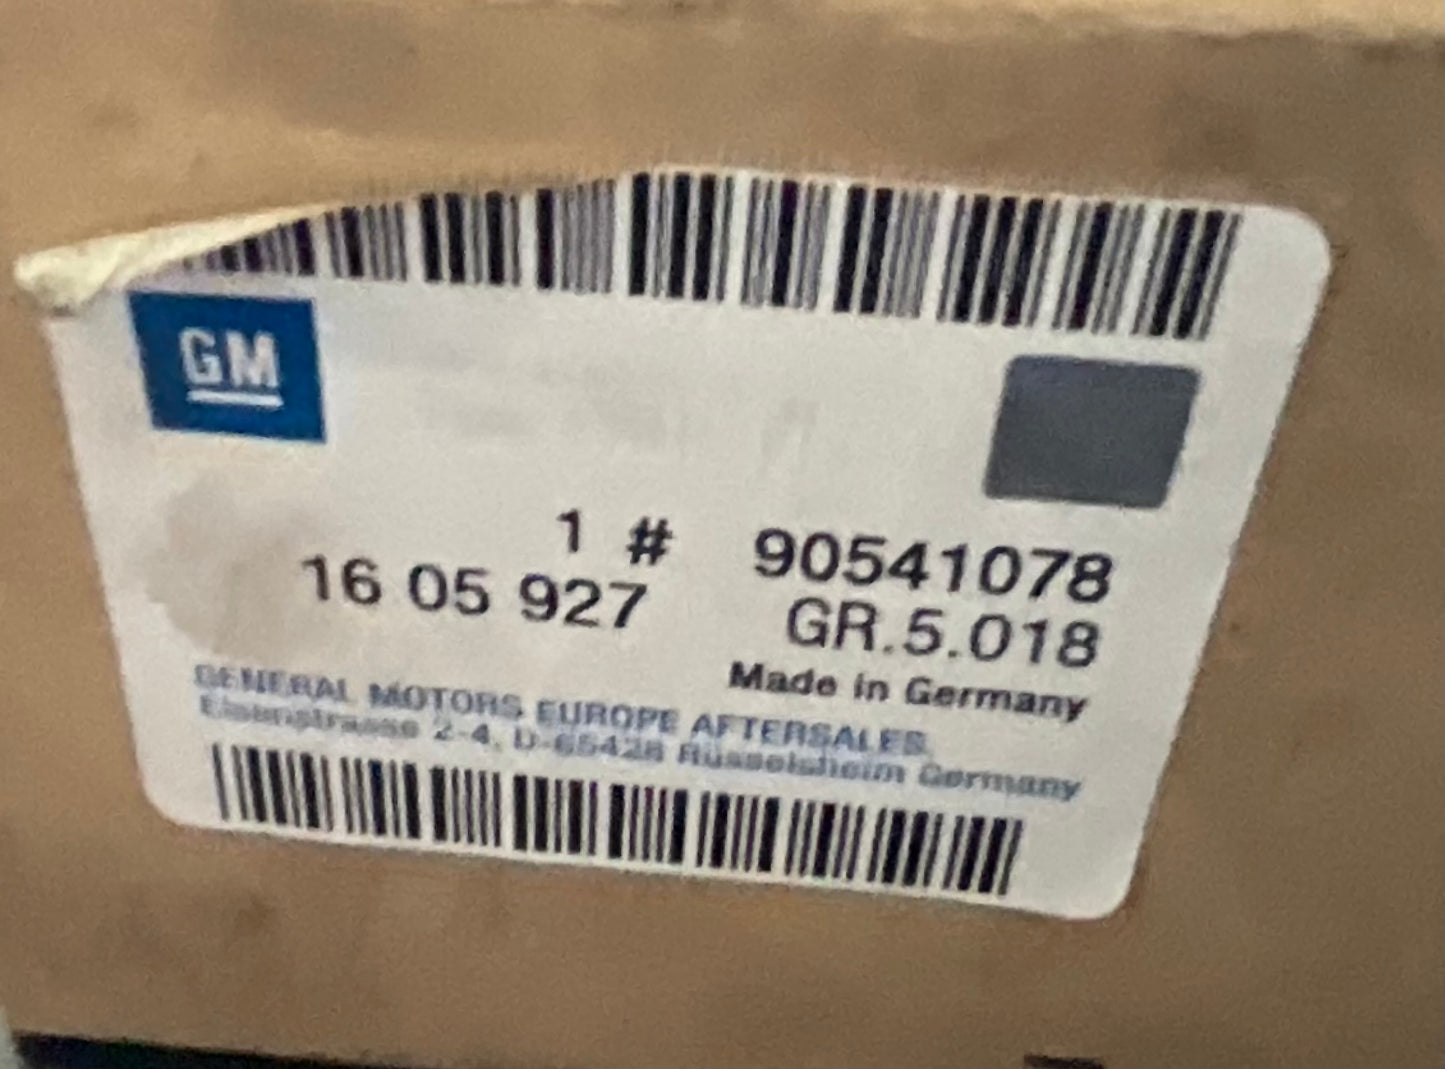 GM
1 # 90541078
16 05 927 GR.5.018
Made in Germany
GENERAL MOTORS EUROPE AFTERSALES
Eisenstrasse 2-4, D-65428 Rüsselsheim Germany